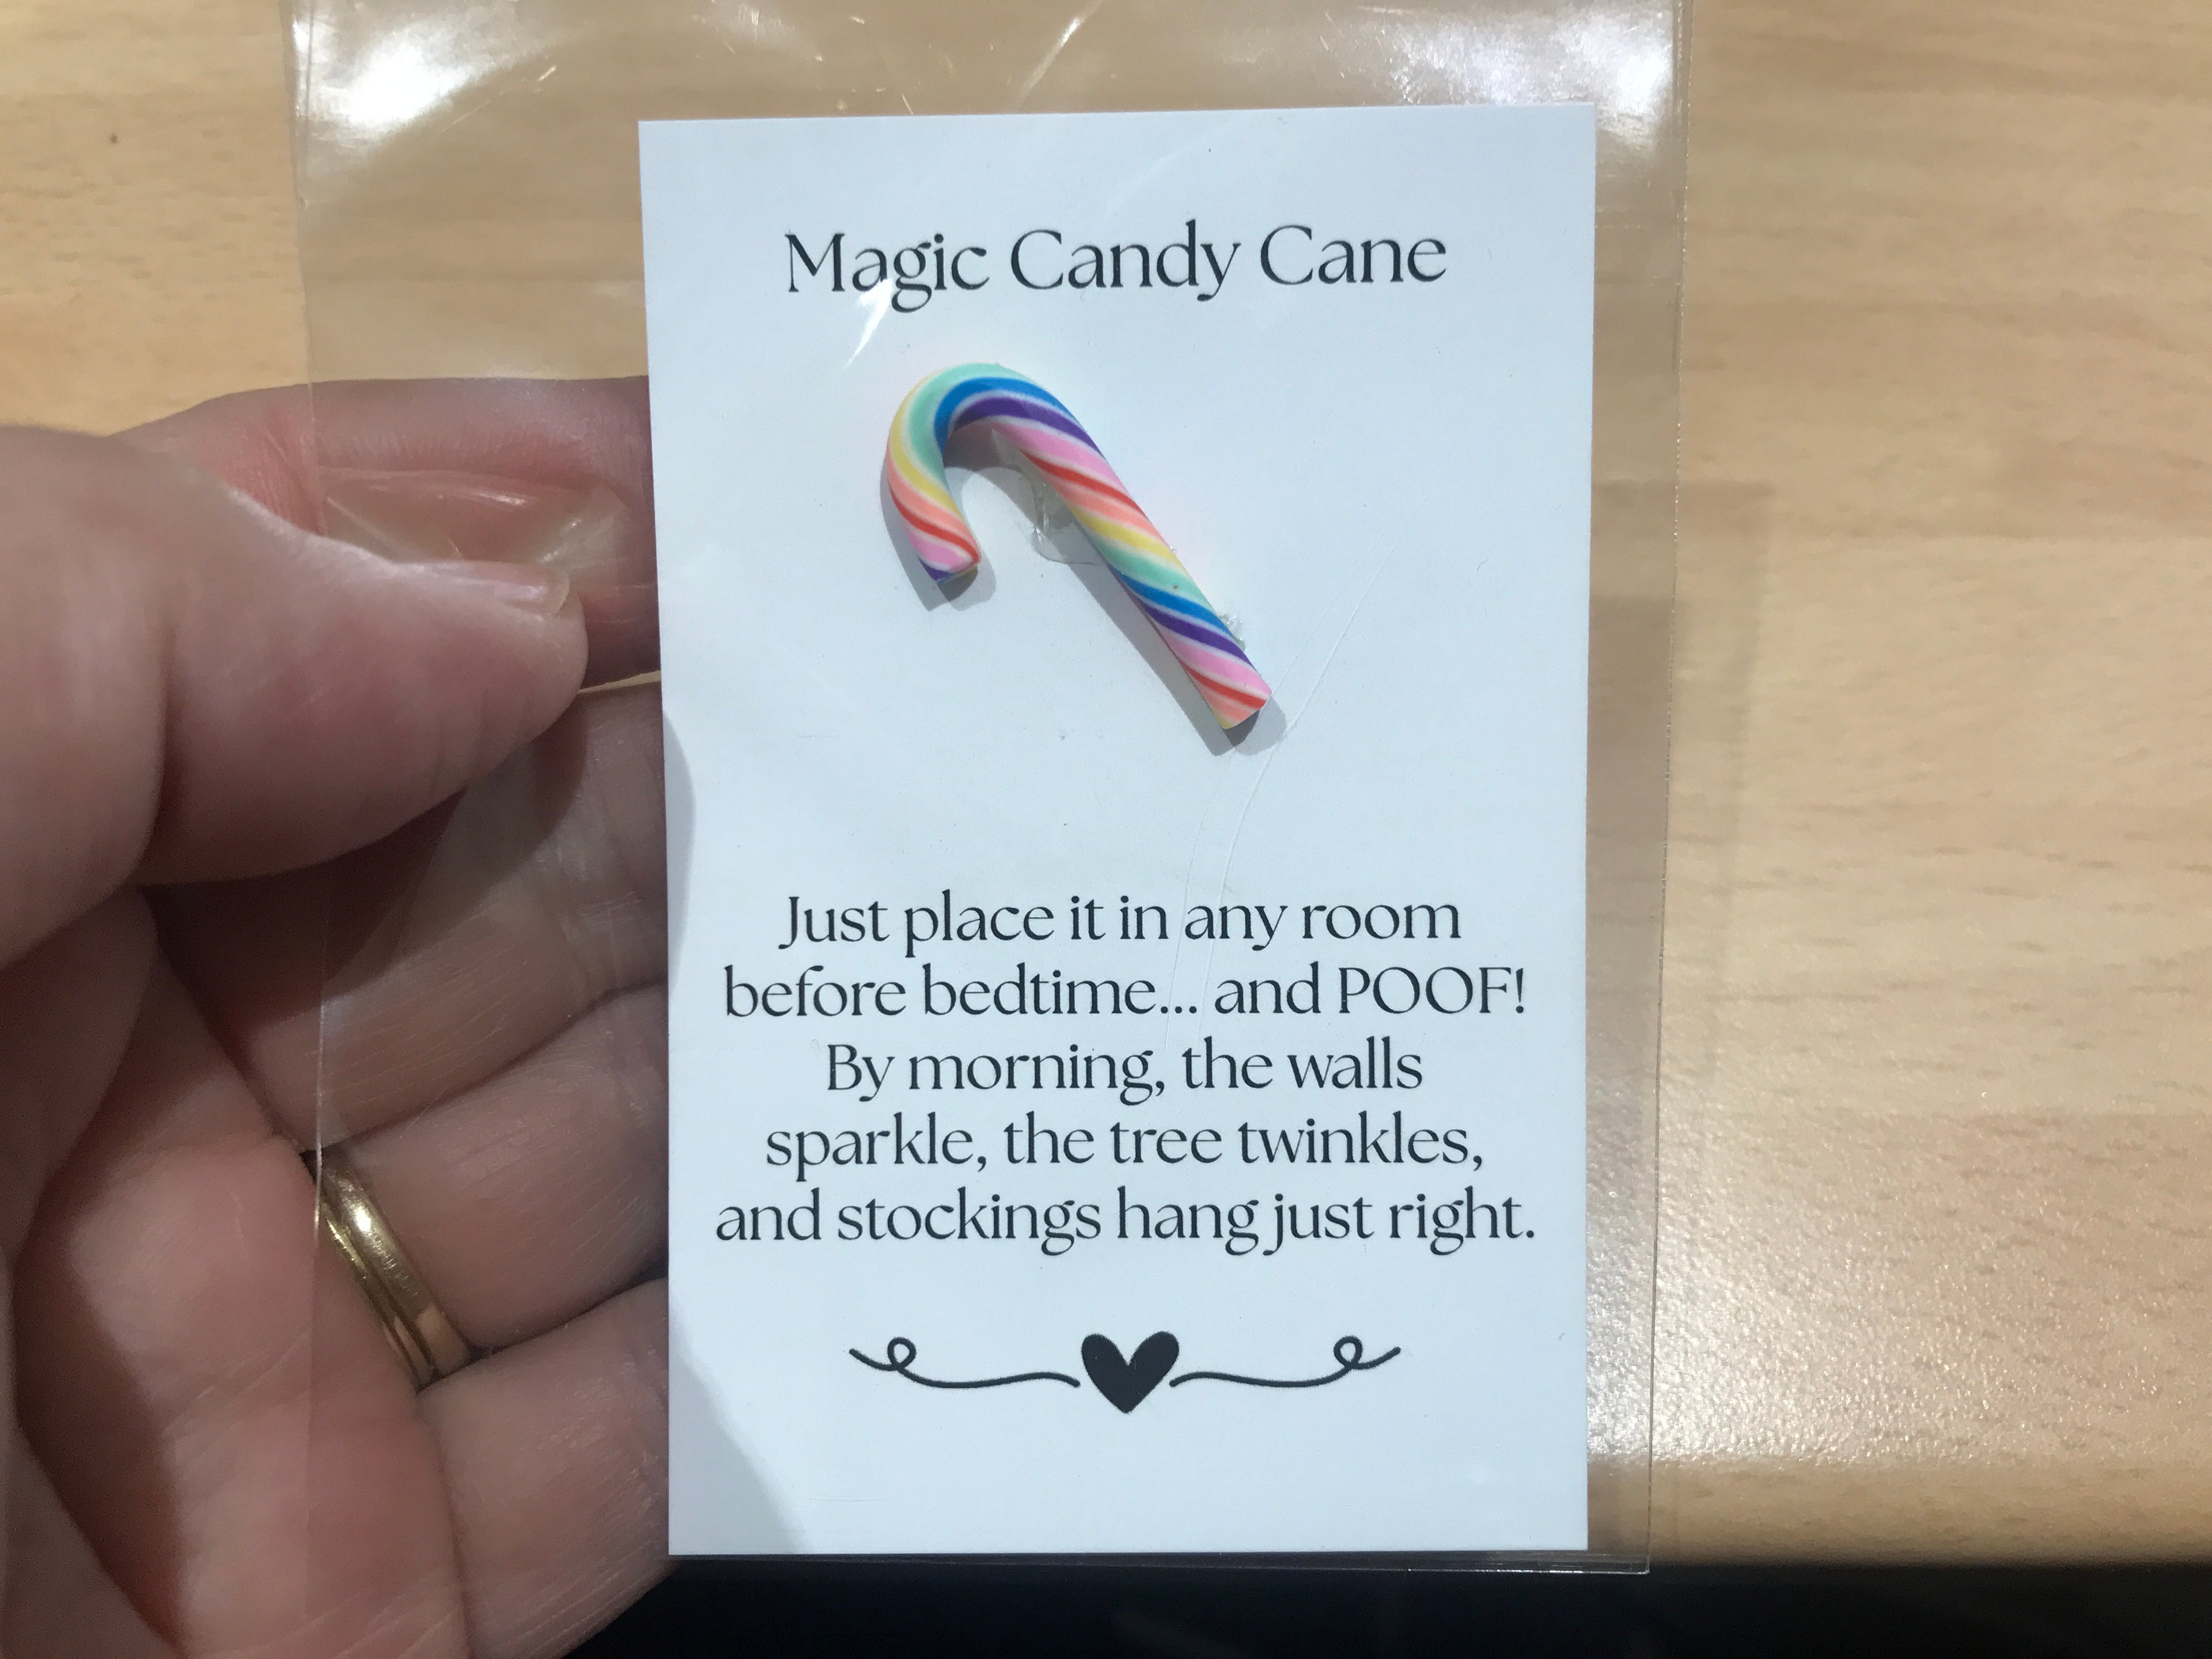 Magic Candy Cane
Just place it in any room
before bedtime... and POOF!
By morning, the walls
sparkle, the tree twinkles,
and stockings hang just right.